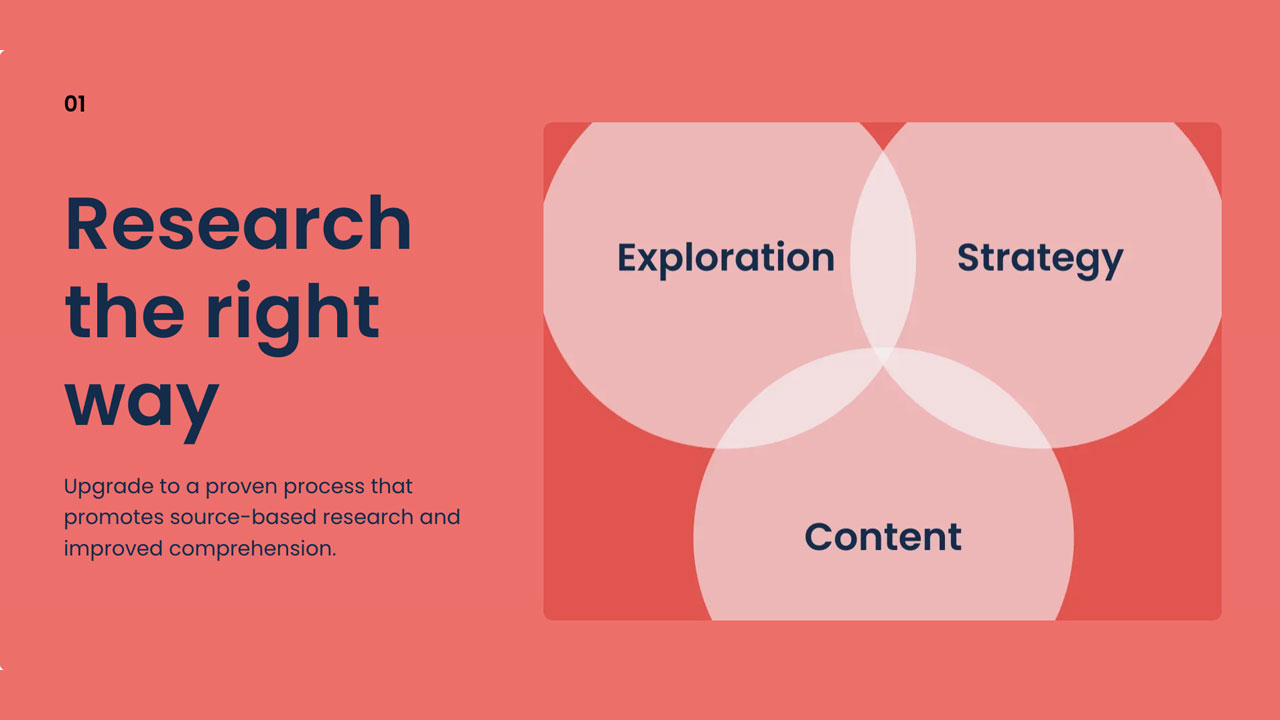 01
Research
the right
way
Upgrade to a proven process that
promotes source-based research and
improved comprehension.
Exploration
Strategy
Content